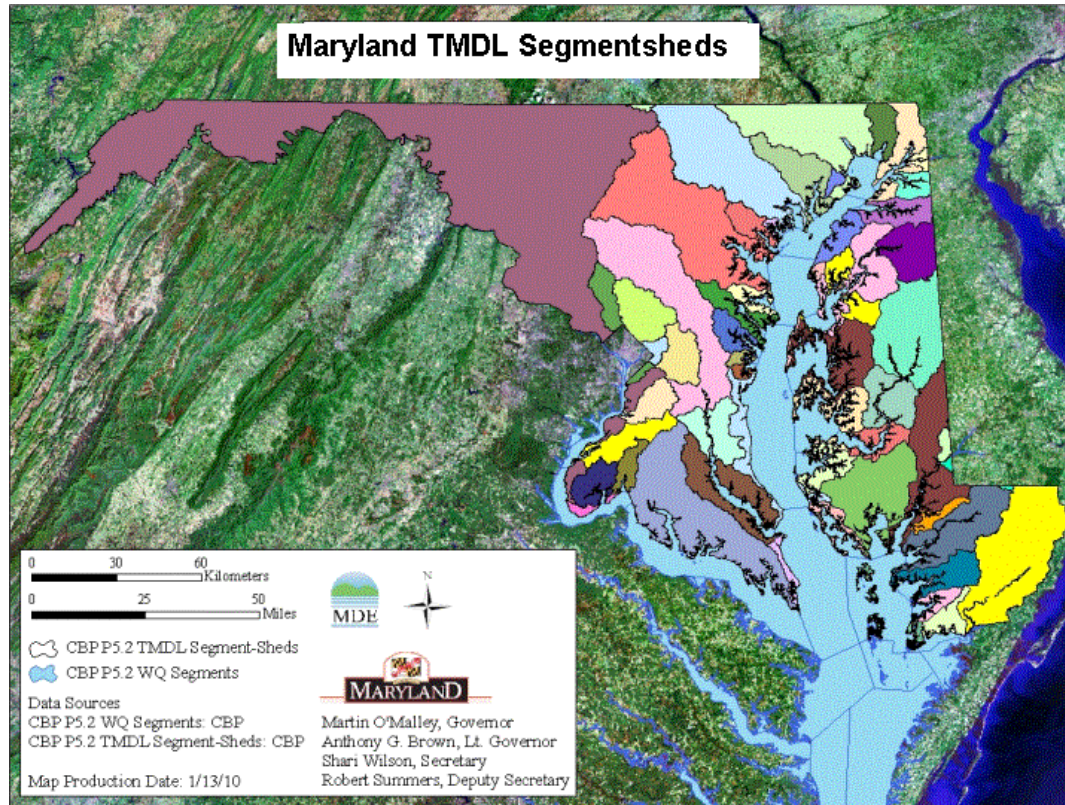 Maryland TMDL Segmentsheds
0 30 60
Kilometers
0 25 50
Miles
MDE
N
CBP P5.2 TMDL Segment-Sheds
CBP P5.2 WQ Segments
Data Sources
CBP P5.2 WQ Segments: CBP
CBP P5.2 TMDL Segment-Sheds: CBP
Map Production Date: 1/13/10
MARYLAND
Martin O'Malley, Governor
Anthony G. Brown, Lt. Governor
Shari Wilson, Secretary
Robert Summers, Deputy Secretary